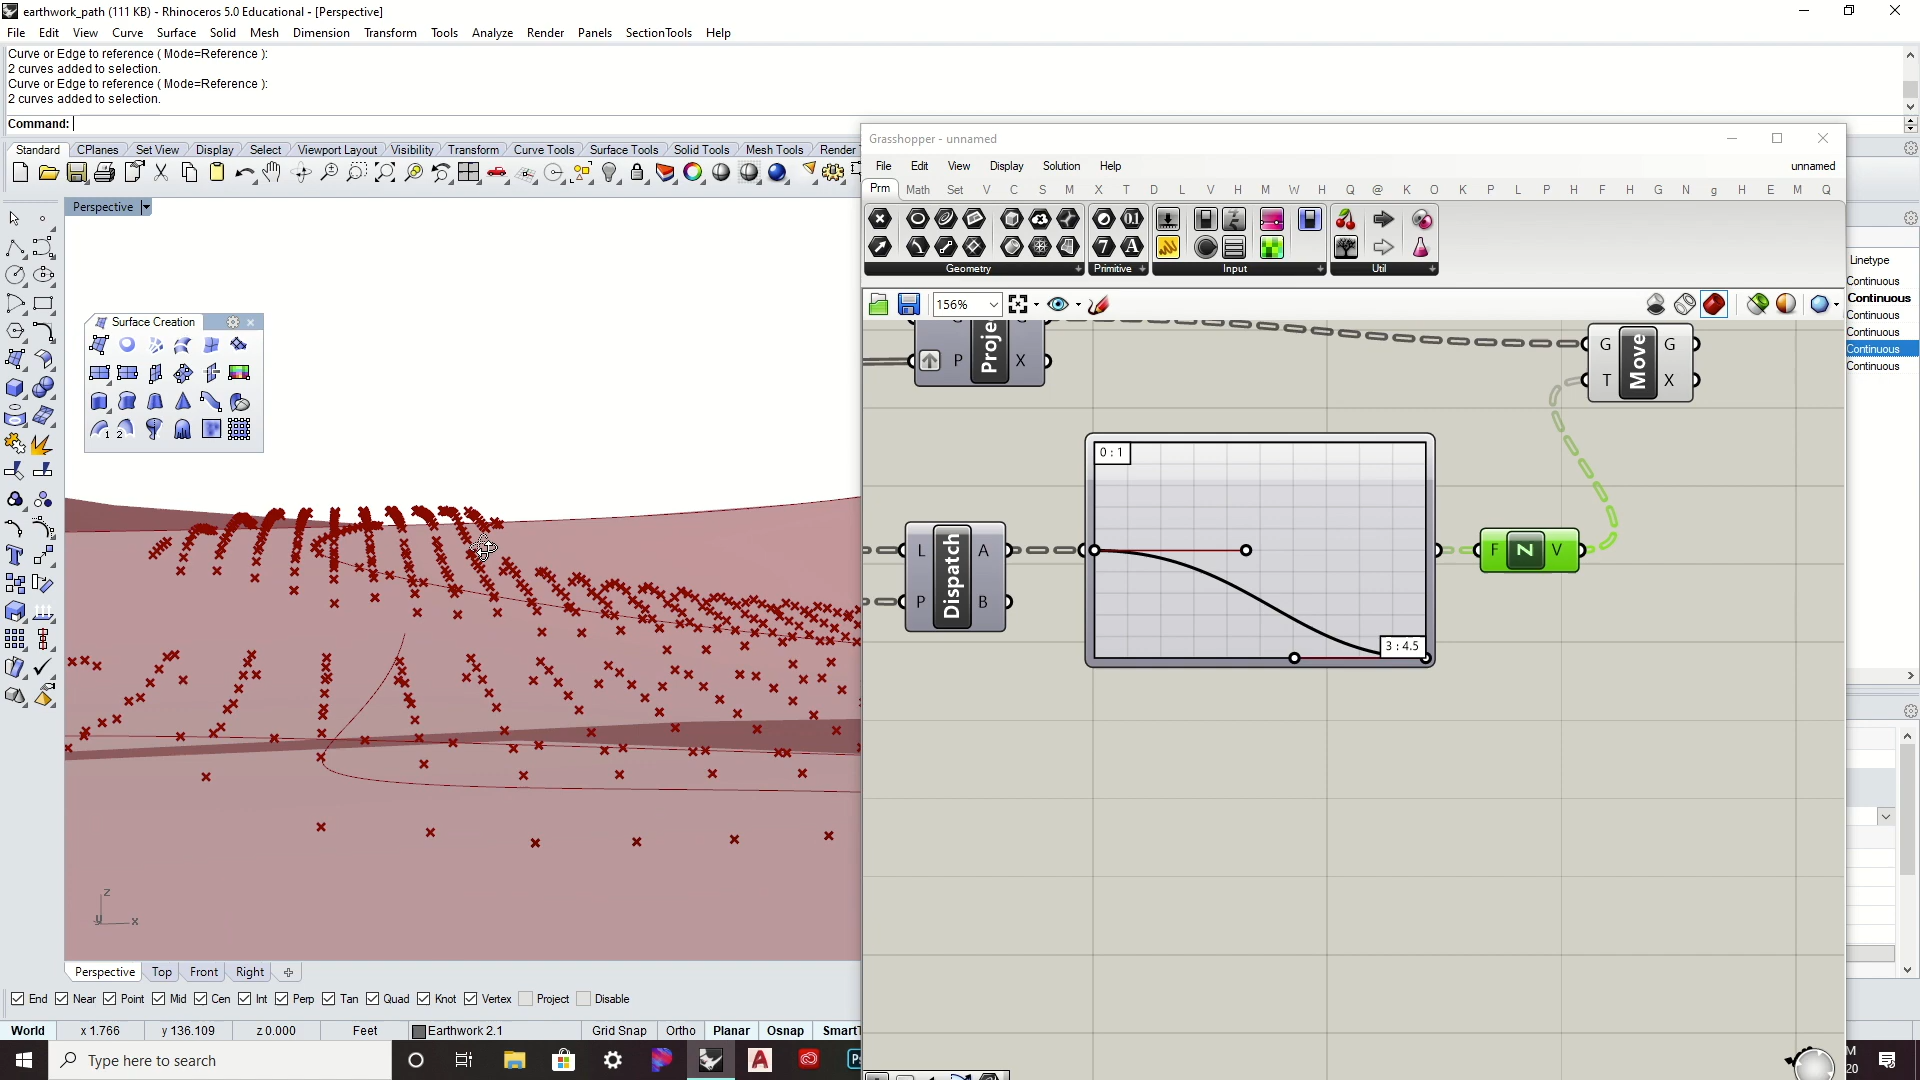 earthwork_path (111 KB) - Rhinoceros 5.0 Educational - [Perspective]
File Edit View Curve Surface Solid Mesh Dimension Transform Tools Analyze Render Panels SectionTools Help
Curve or Edge to reference ( Mode=Reference ):
2 curves added to selection.
Curve or Edge to reference ( Mode=Reference ):
2 curves added to selection.
Command:
Standard CPlanes Set View Display Select Viewport Layout Visibility Transform Curve Tools Surface Tools Solid Tools Mesh Tools Render
Perspective
Surface Creation
1 2
z
y x
Perspective Top Front Right
End Near Point Mid Cen Int Perp Tan Quad Knot Vertex Project Disable
World x 1.766 y 136.109 z 0.000 Feet Earthwork 2.1 Grid Snap Ortho Planar Osnap SmartT
Type here to search
Grasshopper - unnamed
File Edit View Display Solution Help unnamed
Prm Math Set V C S M X T D L V H M W H Q @ K O K P L P H F H G N g H E M Q
Geometry Primitive Input Util
156%
P Projec X
G Move G
T X
0 : 1
3 : 4.5
L Dispatch A
P B
F Z V
Linetype
Continuous
Continuous
Continuous
Continuous
Continuous
Continuous
M
20